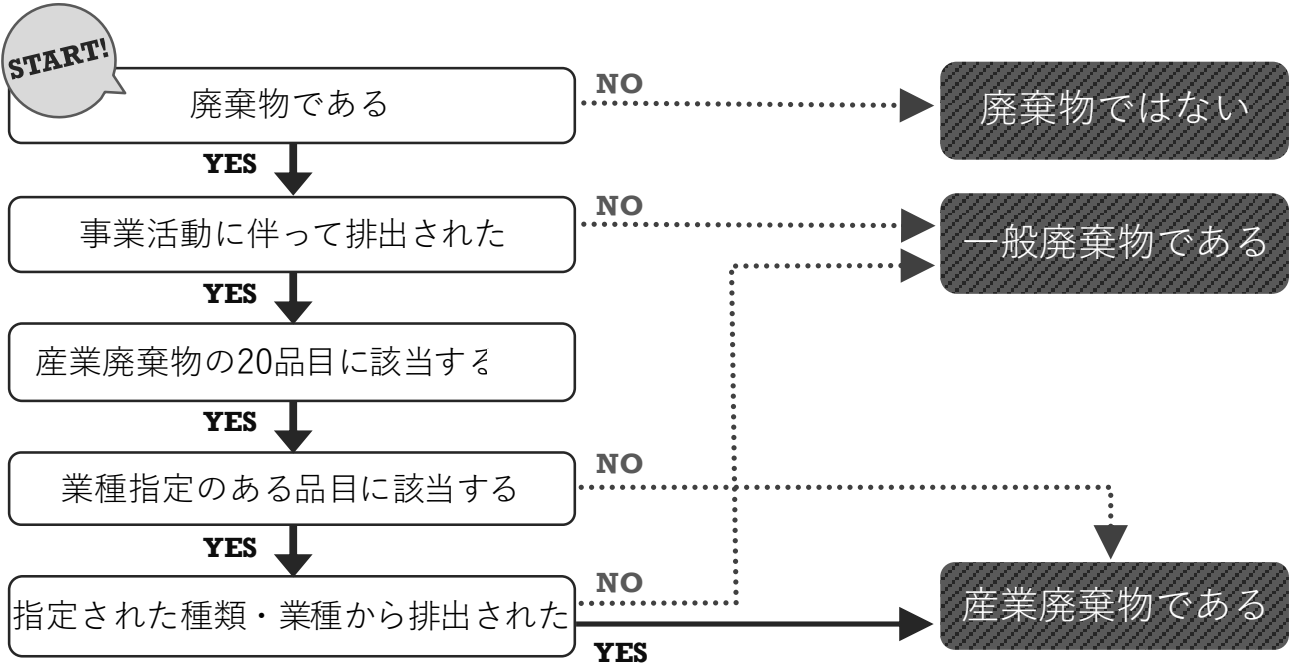 START!
廃棄物である
NO
廃棄物ではない
YES
事業活動に伴って排出された
NO
一般廃棄物である
YES
産業廃棄物の20品目に該当する
YES
業種指定のある品目に該当する
NO
YES
指定された種類・業種から排出された
NO
産業廃棄物である
YES